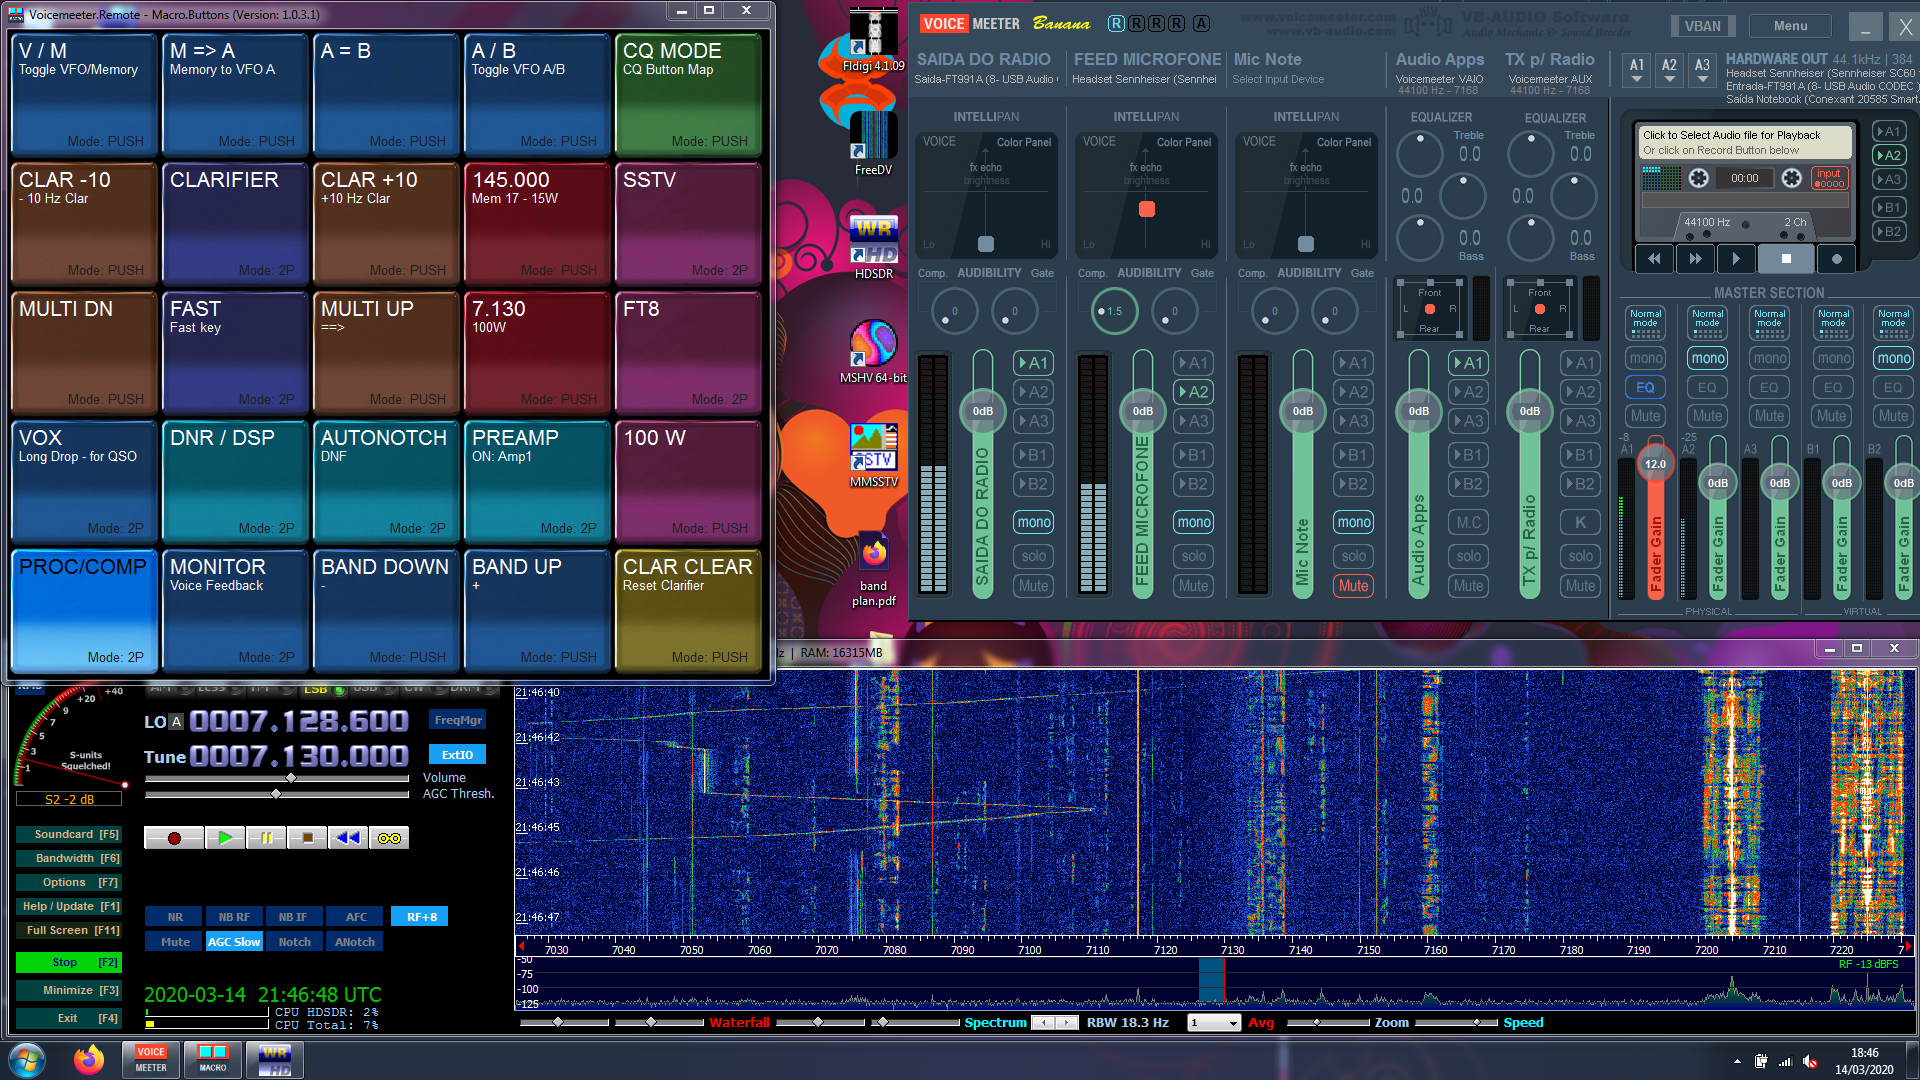 Voicemeeter.Remote - Macro.Buttons (Version: 1.0.3.1)
V / M
Toggle VFO/Memory
Mode: PUSH
M => A
Memory to VFO A
Mode: PUSH
A = B
Mode: PUSH
A / B
Toggle VFO A/B
Mode: PUSH
CQ MODE
CQ Button Map
Mode: PUSH
CLAR -10
- 10 Hz Clar
Mode: PUSH
CLARIFIER
Mode: 2P
CLAR +10
+10 Hz Clar
Mode: PUSH
145.000
Mem 17 - 15W
Mode: PUSH
SSTV
Mode: 2P
MULTI DN
Mode: PUSH
FAST
Fast key
Mode: 2P
MULTI UP
==>
Mode: PUSH
7.130
100W
Mode: PUSH
FT8
Mode: 2P
VOX
Long Drop - for QSO
Mode: 2P
DNR / DSP
Mode: 2P
AUTONOTCH
DNF
Mode: 2P
PREAMP
ON: Amp1
Mode: 2P
100 W
Mode: PUSH
PROC/COMP
Mode: 2P
MONITOR
Voice Feedback
Mode: 2P
BAND DOWN
-
Mode: PUSH
BAND UP
+
Mode: PUSH
CLAR CLEAR
Reset Clarifier
Mode: PUSH
Fldigi 4.1.09
FreeDV
HDSDR
MSHV 64-bit
MMSSTV
band
plan.pdf
VOICE MEETER Banana R R R R A
www.voicemeeter.com
www.vb-audio.com
VB-AUDIO Software
Audio Mechanic & Sound Breeder
VBAN
Menu
SAIDA DO RADIO
Saida-FT991A (8- USB Audio
FEED MICROFONE
Headset Sennheiser (Sennhei
Mic Note
Select Input Device
Audio Apps
Voicemeeter VAIO
44100 Hz - 7168
TX p/ Radio
Voicemeeter AUX
44100 Hz - 7168
A1 A2 A3
HARDWARE OUT 44.1kHz | 384
Headset Sennheiser (Sennheiser SC60
Entrada-FT991A (8- USB Audio CODEC
Saída Notebook (Conexant 20585 Smart
INTELLIPAN
VOICE Color Panel
fx echo
brightness
Lo Hi
INTELLIPAN
VOICE Color Panel
fx echo
brightness
Lo Hi
INTELLIPAN
VOICE Color Panel
fx echo
brightness
Lo Hi
EQUALIZER
Treble
0.0
0.0
0.0
Bass
EQUALIZER
Treble
0.0
0.0
0.0
Bass
Comp. AUDIBILITY Gate
0 0
Comp. AUDIBILITY Gate
1.5 0
Comp. AUDIBILITY Gate
0 0
Front
L R
Rear
Front
L R
Rear
Click to Select Audio file for Playback
Or click on Record Button below
00:00
input
44100 Hz 2 Ch
A1
A2
A3
B1
B2
0dB
SAIDA DO RADIO
A1
A2
A3
B1
B2
mono
solo
Mute
0dB
FEED MICROFONE
A1
A2
A3
B1
B2
mono
solo
Mute
0dB
Mic Note
A1
A2
A3
B1
B2
mono
solo
Mute
0dB
Audio Apps
A1
A2
A3
B1
B2
M.C
solo
Mute
0dB
TX p/ Radio
A1
A2
A3
B1
B2
K
solo
Mute
MASTER SECTION
Normal mode Normal mode Normal mode Normal mode Normal mode
mono mono mono mono mono
EQ EQ EQ EQ EQ
Mute Mute Mute Mute Mute
-8 -25
A1 A2 A3 B1 B2
12.0 0dB 0dB 0dB 0dB
Fader Gain Fader Gain Fader Gain Fader Gain Fader Gain
PHYSICAL VIRTUAL
| RAM: 16315MB
LSB
+20 +40
9
7
5
3
1
S-units
Squelched!
S2 -2 dB
LO A 0007.128.600
FreqMgr
Tune 0007.130.000
ExtIO
Volume
AGC Thresh.
Soundcard [F5]
Bandwidth [F6]
Options [F7]
Help / Update [F1]
Full Screen [F11]
Stop [F2]
Minimize [F3]
Exit [F4]
NR NB RF NB IF AFC RF+8
Mute AGC Slow Notch ANotch
2020-03-14 21:46:48 UTC
CPU HDSDR: 2%
CPU Total: 7%
21:46:40
21:46:42
21:46:43
21:46:45
21:46:46
21:46:47
7030 7040 7050 7060 7070 7080 7090 7100 7110 7120 7130 7140 7150 7160 7170 7180 7190 7200 7210 7220
RF -13 dBFS
-50
-75
-100
-125
Waterfall Spectrum RBW 18.3 Hz 1 Avg Zoom Speed
VOICE
MEETER
MACRO
WR
HD
18:46
14/03/2020